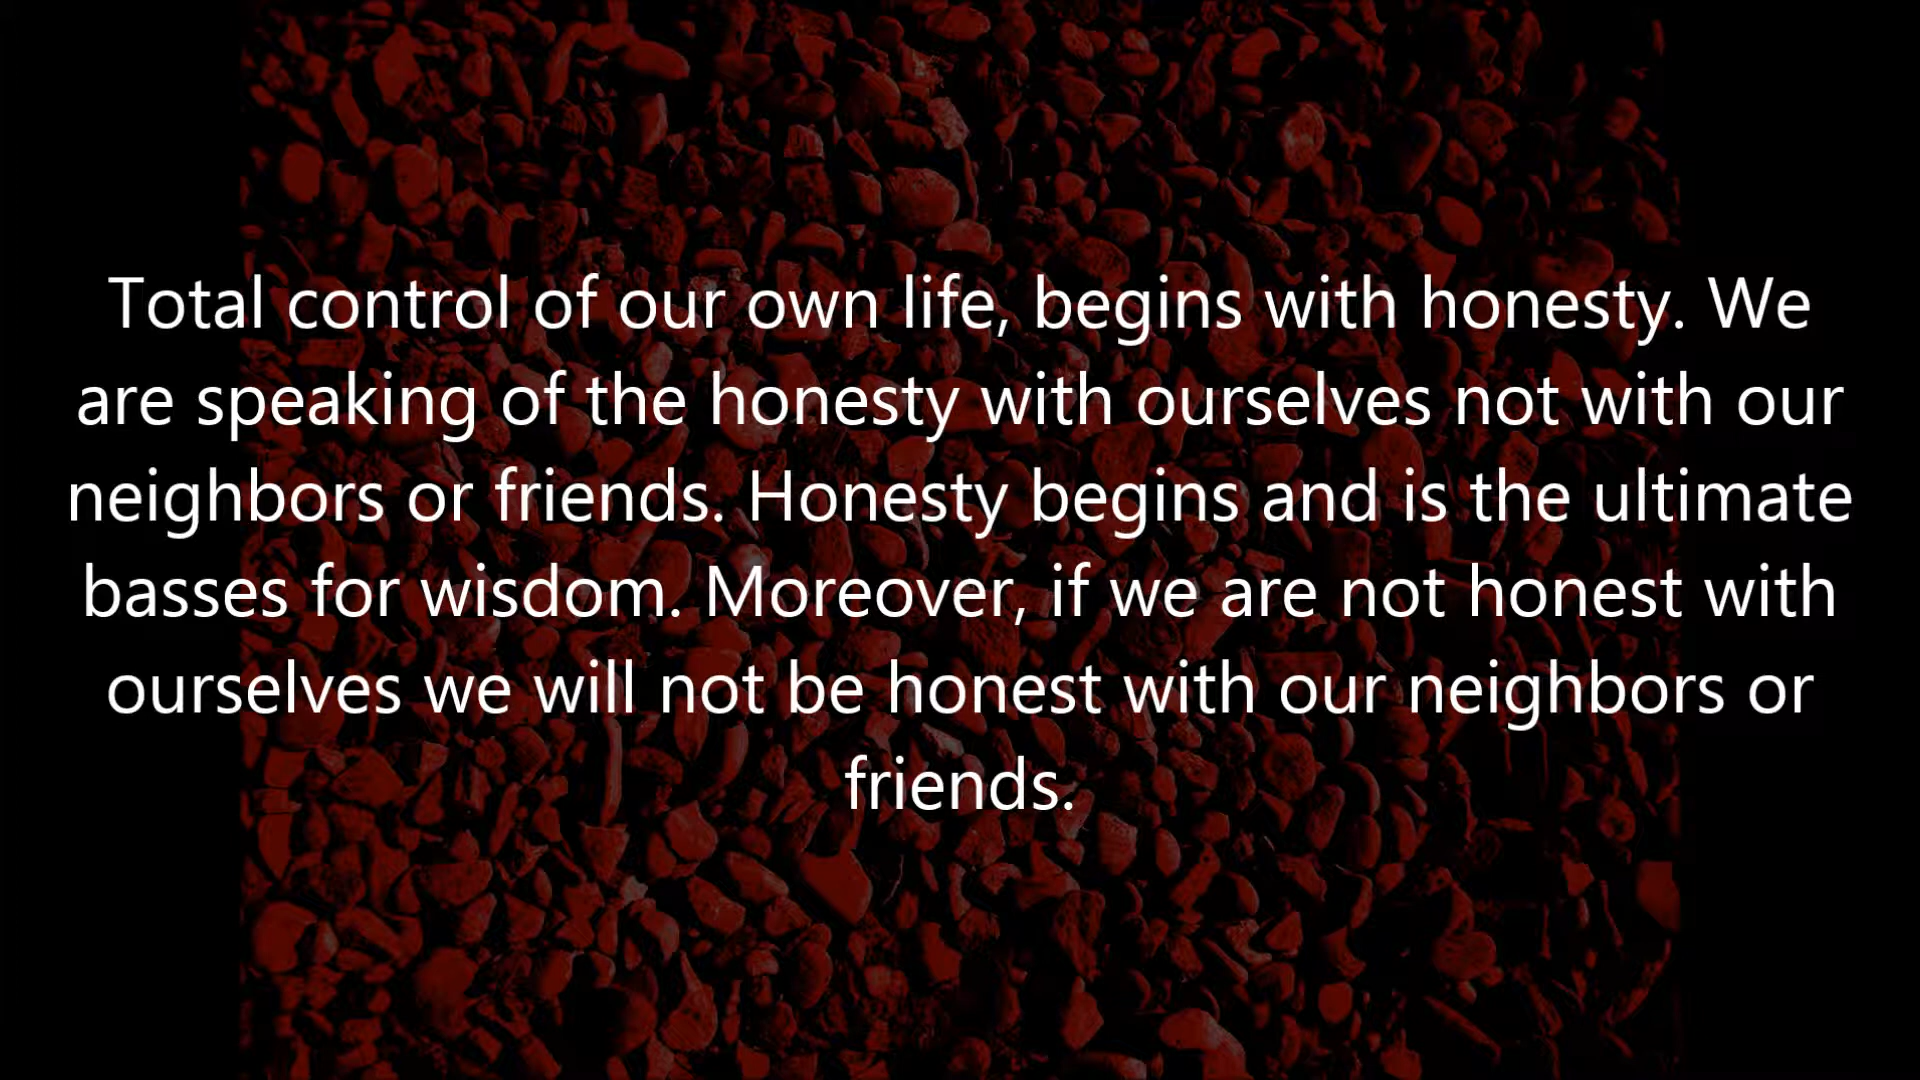 Total control of our own life, begins with honesty. We
are speaking of the honesty with ourselves not with our
neighbors or friends. Honesty begins and is the ultimate
basses for wisdom. Moreover, if we are not honest with
ourselves we will not be honest with our neighbors or
friends.